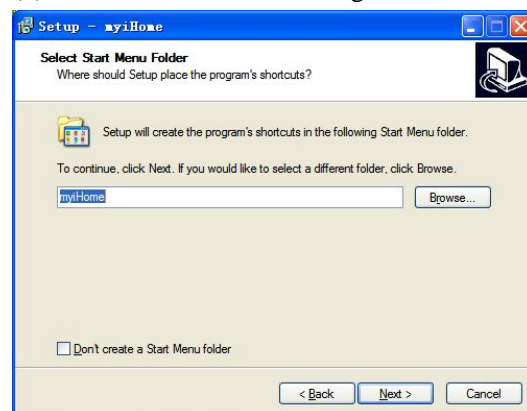 Setup - myiHome
Select Start Menu Folder
Where should Setup place the program's shortcuts?
Setup will create the program's shortcuts in the following Start Menu folder.
To continue, click Next. If you would like to select a different folder, click Browse.
myiHome
Browse...
Don't create a Start Menu folder
< Back
Next >
Cancel